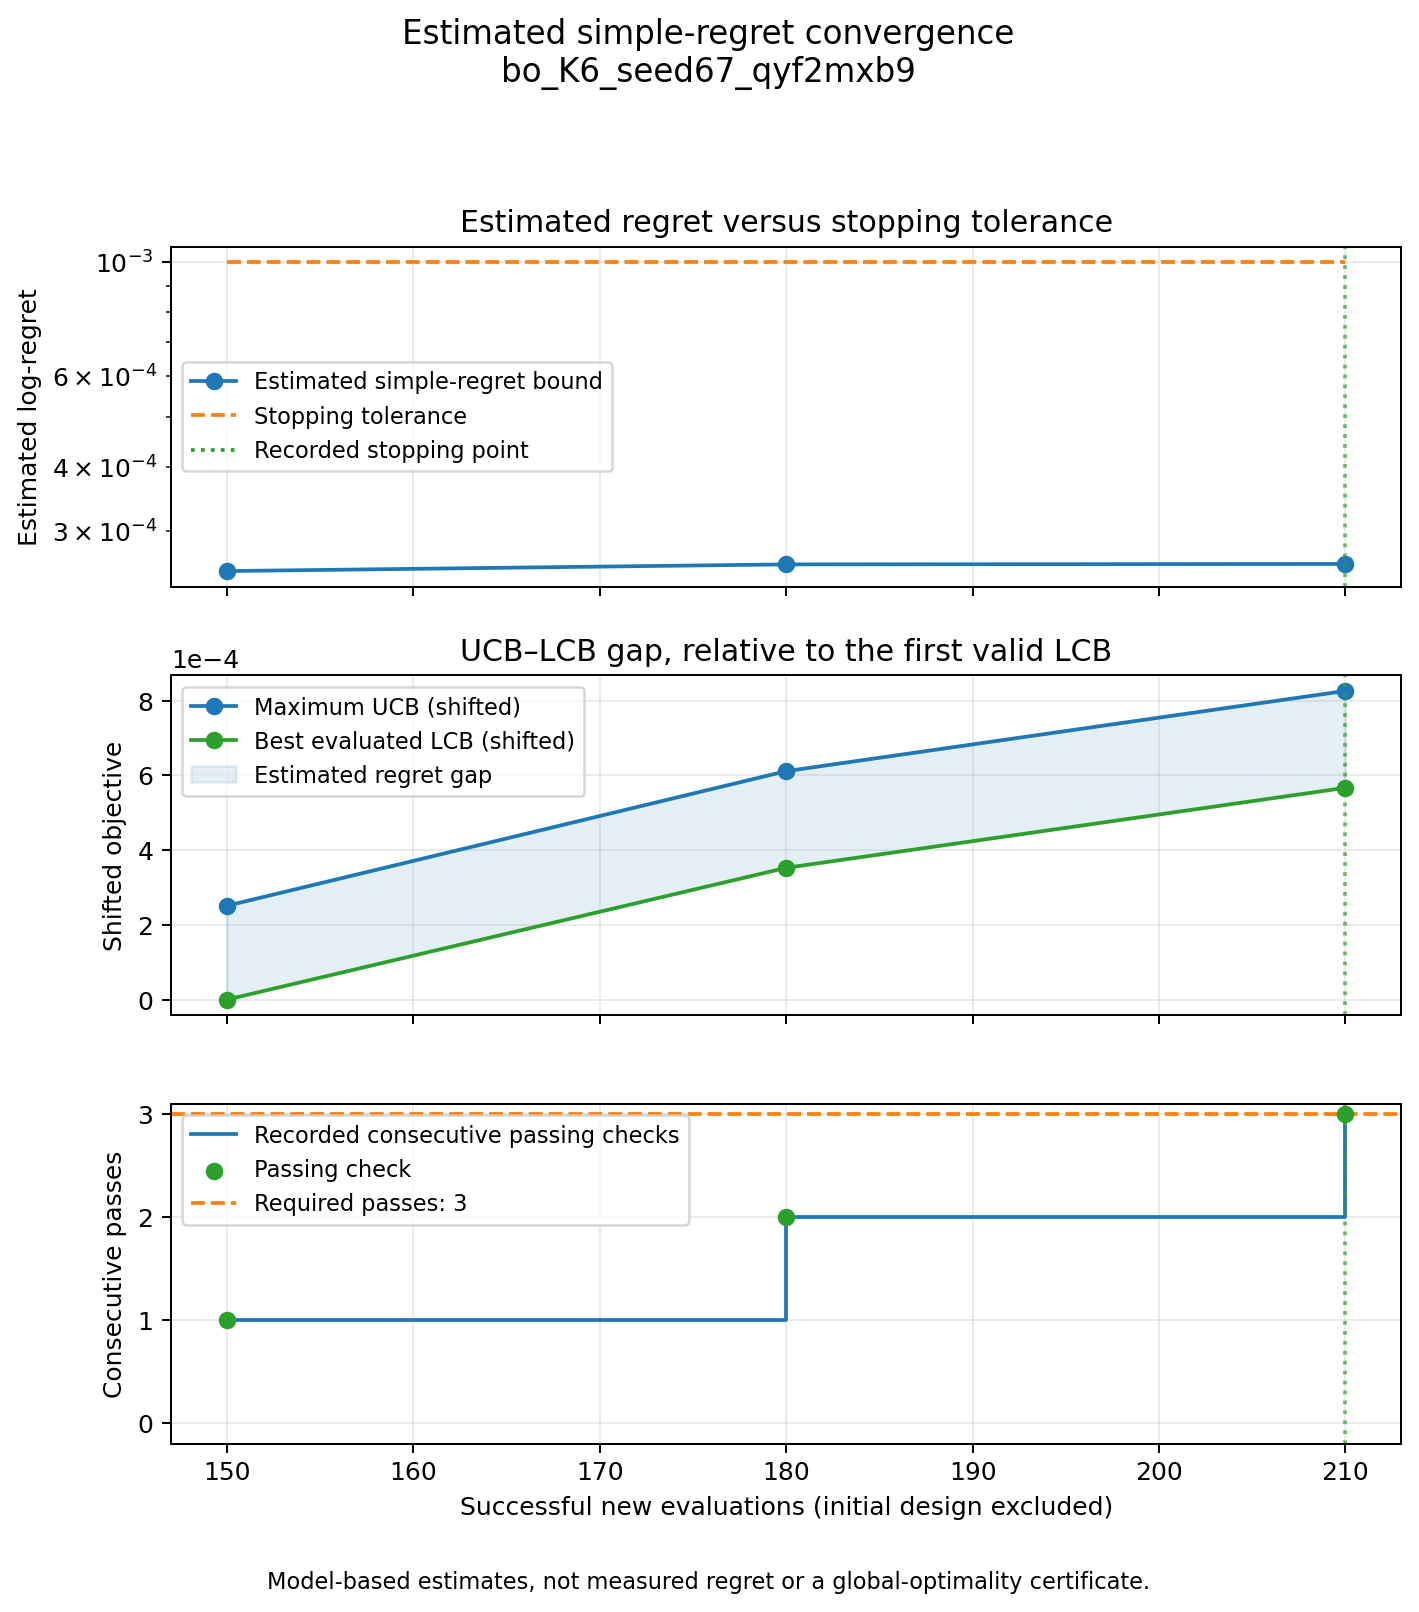 Estimated simple-regret convergence
bo_K6_seed67_qyf2mxb9
Estimated regret versus stopping tolerance
Estimated log-regret
10⁻³
6 × 10⁻⁴
4 × 10⁻⁴
3 × 10⁻⁴
Estimated simple-regret bound
Stopping tolerance
Recorded stopping point
UCB–LCB gap, relative to the first valid LCB
1e−4
Shifted objective
8
6
4
2
0
Maximum UCB (shifted)
Best evaluated LCB (shifted)
Estimated regret gap
Consecutive passes
3
2
1
0
Recorded consecutive passing checks
Passing check
Required passes: 3
150 160 170 180 190 200 210
Successful new evaluations (initial design excluded)
Model-based estimates, not measured regret or a global-optimality certificate.